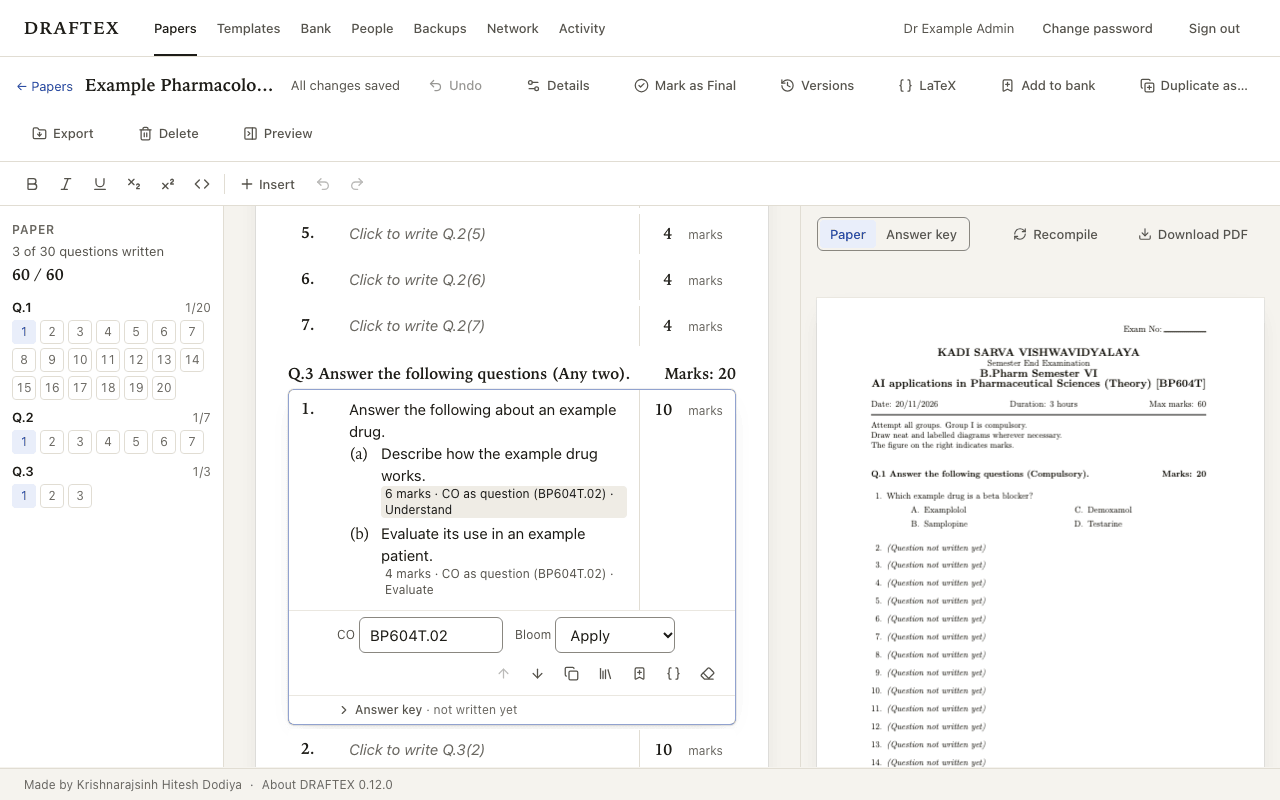 DRAFTEX Papers Templates Bank People Backups Network Activity Dr Example Admin Change password Sign out
← Papers Example Pharmacolo... All changes saved Undo Details Mark as Final Versions {} LaTeX Add to bank Duplicate as...
Export Delete Preview
B I U ×₂ ×² <> + Insert
PAPER
3 of 30 questions written
60 / 60
Q.1 1/20
1 2 3 4 5 6 7
8 9 10 11 12 13 14
15 16 17 18 19 20
Q.2 1/7
1 2 3 4 5 6 7
Q.3 1/3
1 2 3
5. Click to write Q.2(5) 4 marks
6. Click to write Q.2(6) 4 marks
7. Click to write Q.2(7) 4 marks
Q.3 Answer the following questions (Any two). Marks: 20
1. Answer the following about an example 10 marks
drug.
(a) Describe how the example drug
works.
6 marks · CO as question (BP604T.02) ·
Understand
(b) Evaluate its use in an example
patient.
4 marks · CO as question (BP604T.02) ·
Evaluate
CO BP604T.02 Bloom Apply
{}
Answer key · not written yet
2. Click to write Q.3(2) 10 marks
Paper Answer key Recompile Download PDF
Exam No:
KADI SARVA VISHWAVIDYALAYA
Semester End Examination
B.Pharm Semester VI
AI applications in Pharmaceutical Sciences (Theory) [BP604T]
Date: 20/11/2026 Duration: 3 hours Max marks: 60
Attempt all groups. Group I is compulsory.
Draw neat and labelled diagrams wherever necessary.
The figure on the right indicates marks.
Q.1 Answer the following questions (Compulsory). Marks: 20
1. Which example drug is a beta blocker?
A. Examplolol C. Demoxamol
B. Samplopine D. Testarine
2. (Question not written yet)
3. (Question not written yet)
4. (Question not written yet)
5. (Question not written yet)
6. (Question not written yet)
7. (Question not written yet)
8. (Question not written yet)
9. (Question not written yet)
10. (Question not written yet)
11. (Question not written yet)
12. (Question not written yet)
13. (Question not written yet)
14. (Question not written yet)
Made by Krishnarajsinh Hitesh Dodiya · About DRAFTEX 0.12.0